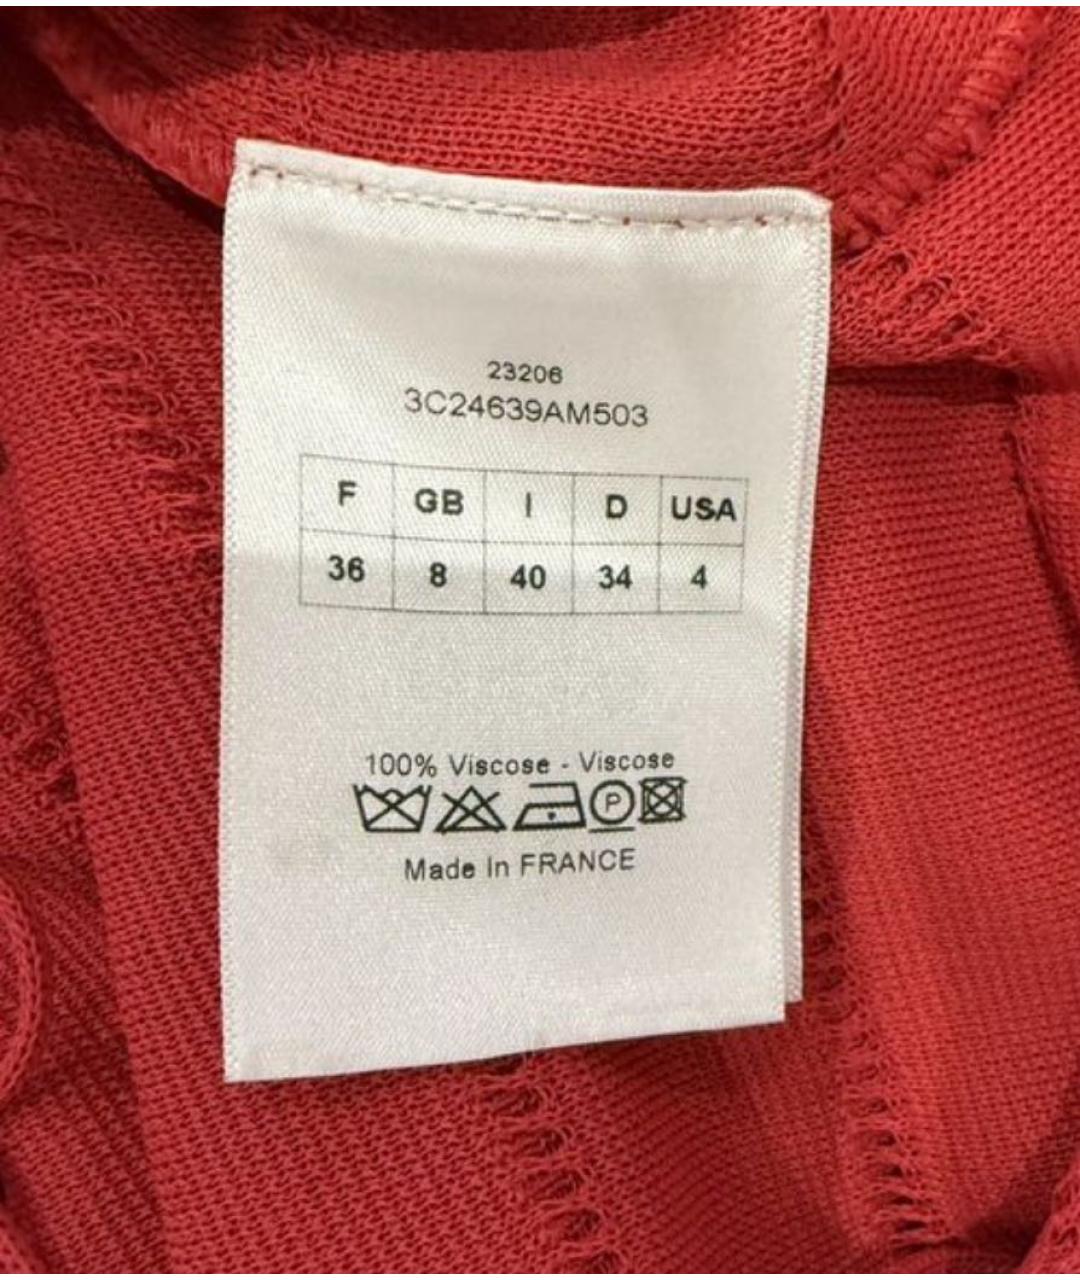 23206
3C24639AM503
F GB I D USA
36 8 40 34 4
100% Viscose - Viscose
P
Made In FRANCE